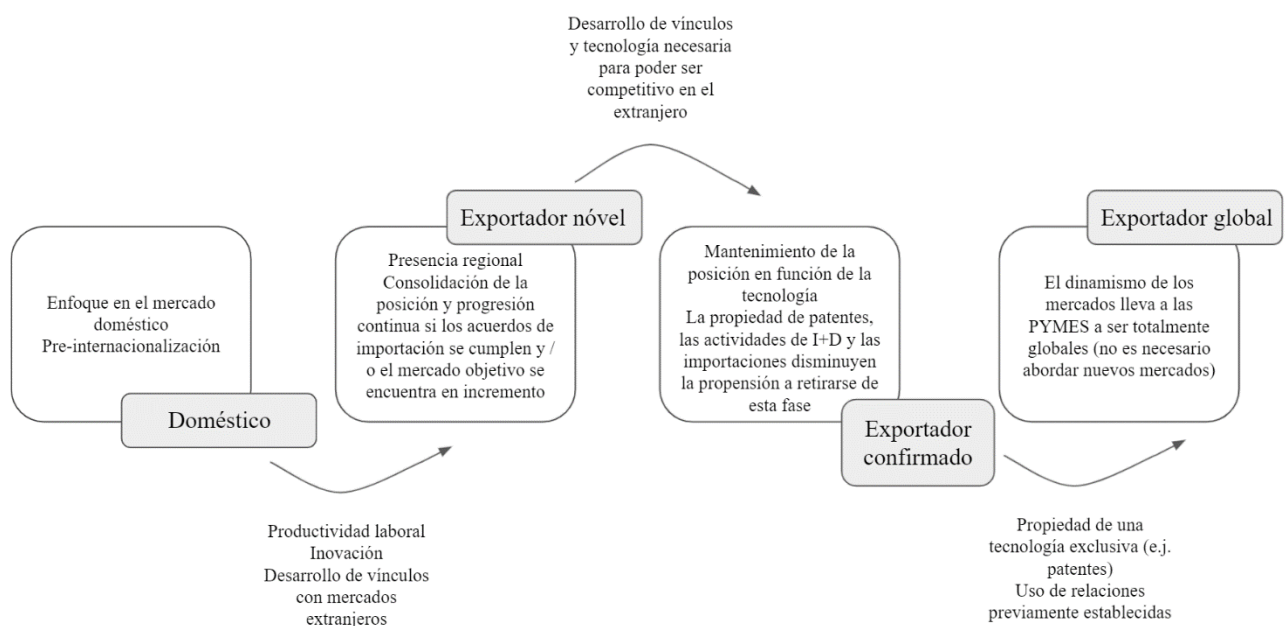 Enfoque en el mercado
doméstico
Pre-internacionalización
Doméstico
Productividad laboral
Inovación
Desarrollo de vínculos
con mercados
extranjeros
Exportador nóvel
Presencia regional
Consolidación de la
posición y progresión
continua si los acuerdos de
importación se cumplen y /
o el mercado objetivo se
encuentra en incremento
Desarrollo de vínculos
y tecnología necesaria
para poder ser
competitivo en el
extranjero
Mantenimiento de la
posición en función de la
tecnología
La propiedad de patentes,
las actividades de I+D y las
importaciones disminuyen
la propensión a retirarse de
esta fase
Exportador
confirmado
Propiedad de una
tecnología exclusiva (e.j.
patentes)
Uso de relaciones
previamente establecidas
Exportador global
El dinamismo de los
mercados lleva a las
PYMES a ser totalmente
globales (no es necesario
abordar nuevos mercados)